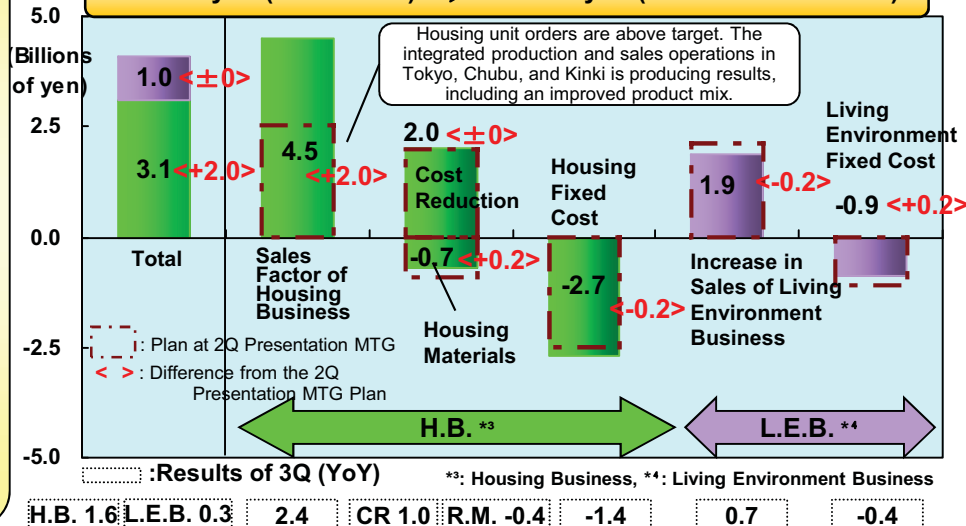 5.0
(Billions
of yen)
2.5
0.0
-2.5
-5.0
1.0 <±0>
3.1 <+2.0>
Total
4.5
<+2.0>
Sales
Factor of
Housing
Business
Housing unit orders are above target. The
integrated production and sales operations in
Tokyo, Chubu, and Kinki is producing results,
including an improved product mix.
2.0 <±0>
Cost
Reduction
-0.7 <+0.2>
Housing
Materials
Housing
Fixed
Cost
-2.7
<-0.2>
1.9 <-0.2>
Increase in
Sales of Living
Environment
Business
Living
Environment
Fixed Cost
-0.9 <+0.2>
: Plan at 2Q Presentation MTG
< > : Difference from the 2Q
Presentation MTG Plan
H.B. *³
L.E.B. *⁴
:Results of 3Q (YoY)
*³: Housing Business, *⁴: Living Environment Business
H.B. 1.6 L.E.B. 0.3 2.4 CR 1.0 R.M. -0.4 -1.4 0.7 -0.4